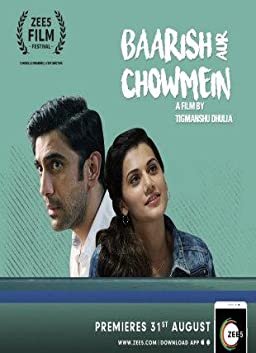 ZEE5
FILM
FESTIVAL
BAARISH AUR
CHOWMEIN
A FILM BY
TIGMANSHU DHULIA
PREMIERES 31ST AUGUST
WWW.ZEE5.COM | DOWNLOAD APP
ZEE5